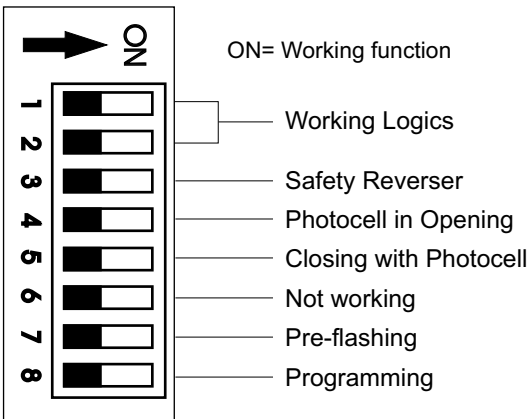 ON
ON= Working function
1
2
Working Logics
3 Safety Reverser
4 Photocell in Opening
5 Closing with Photocell
6 Not working
7 Pre-flashing
8 Programming